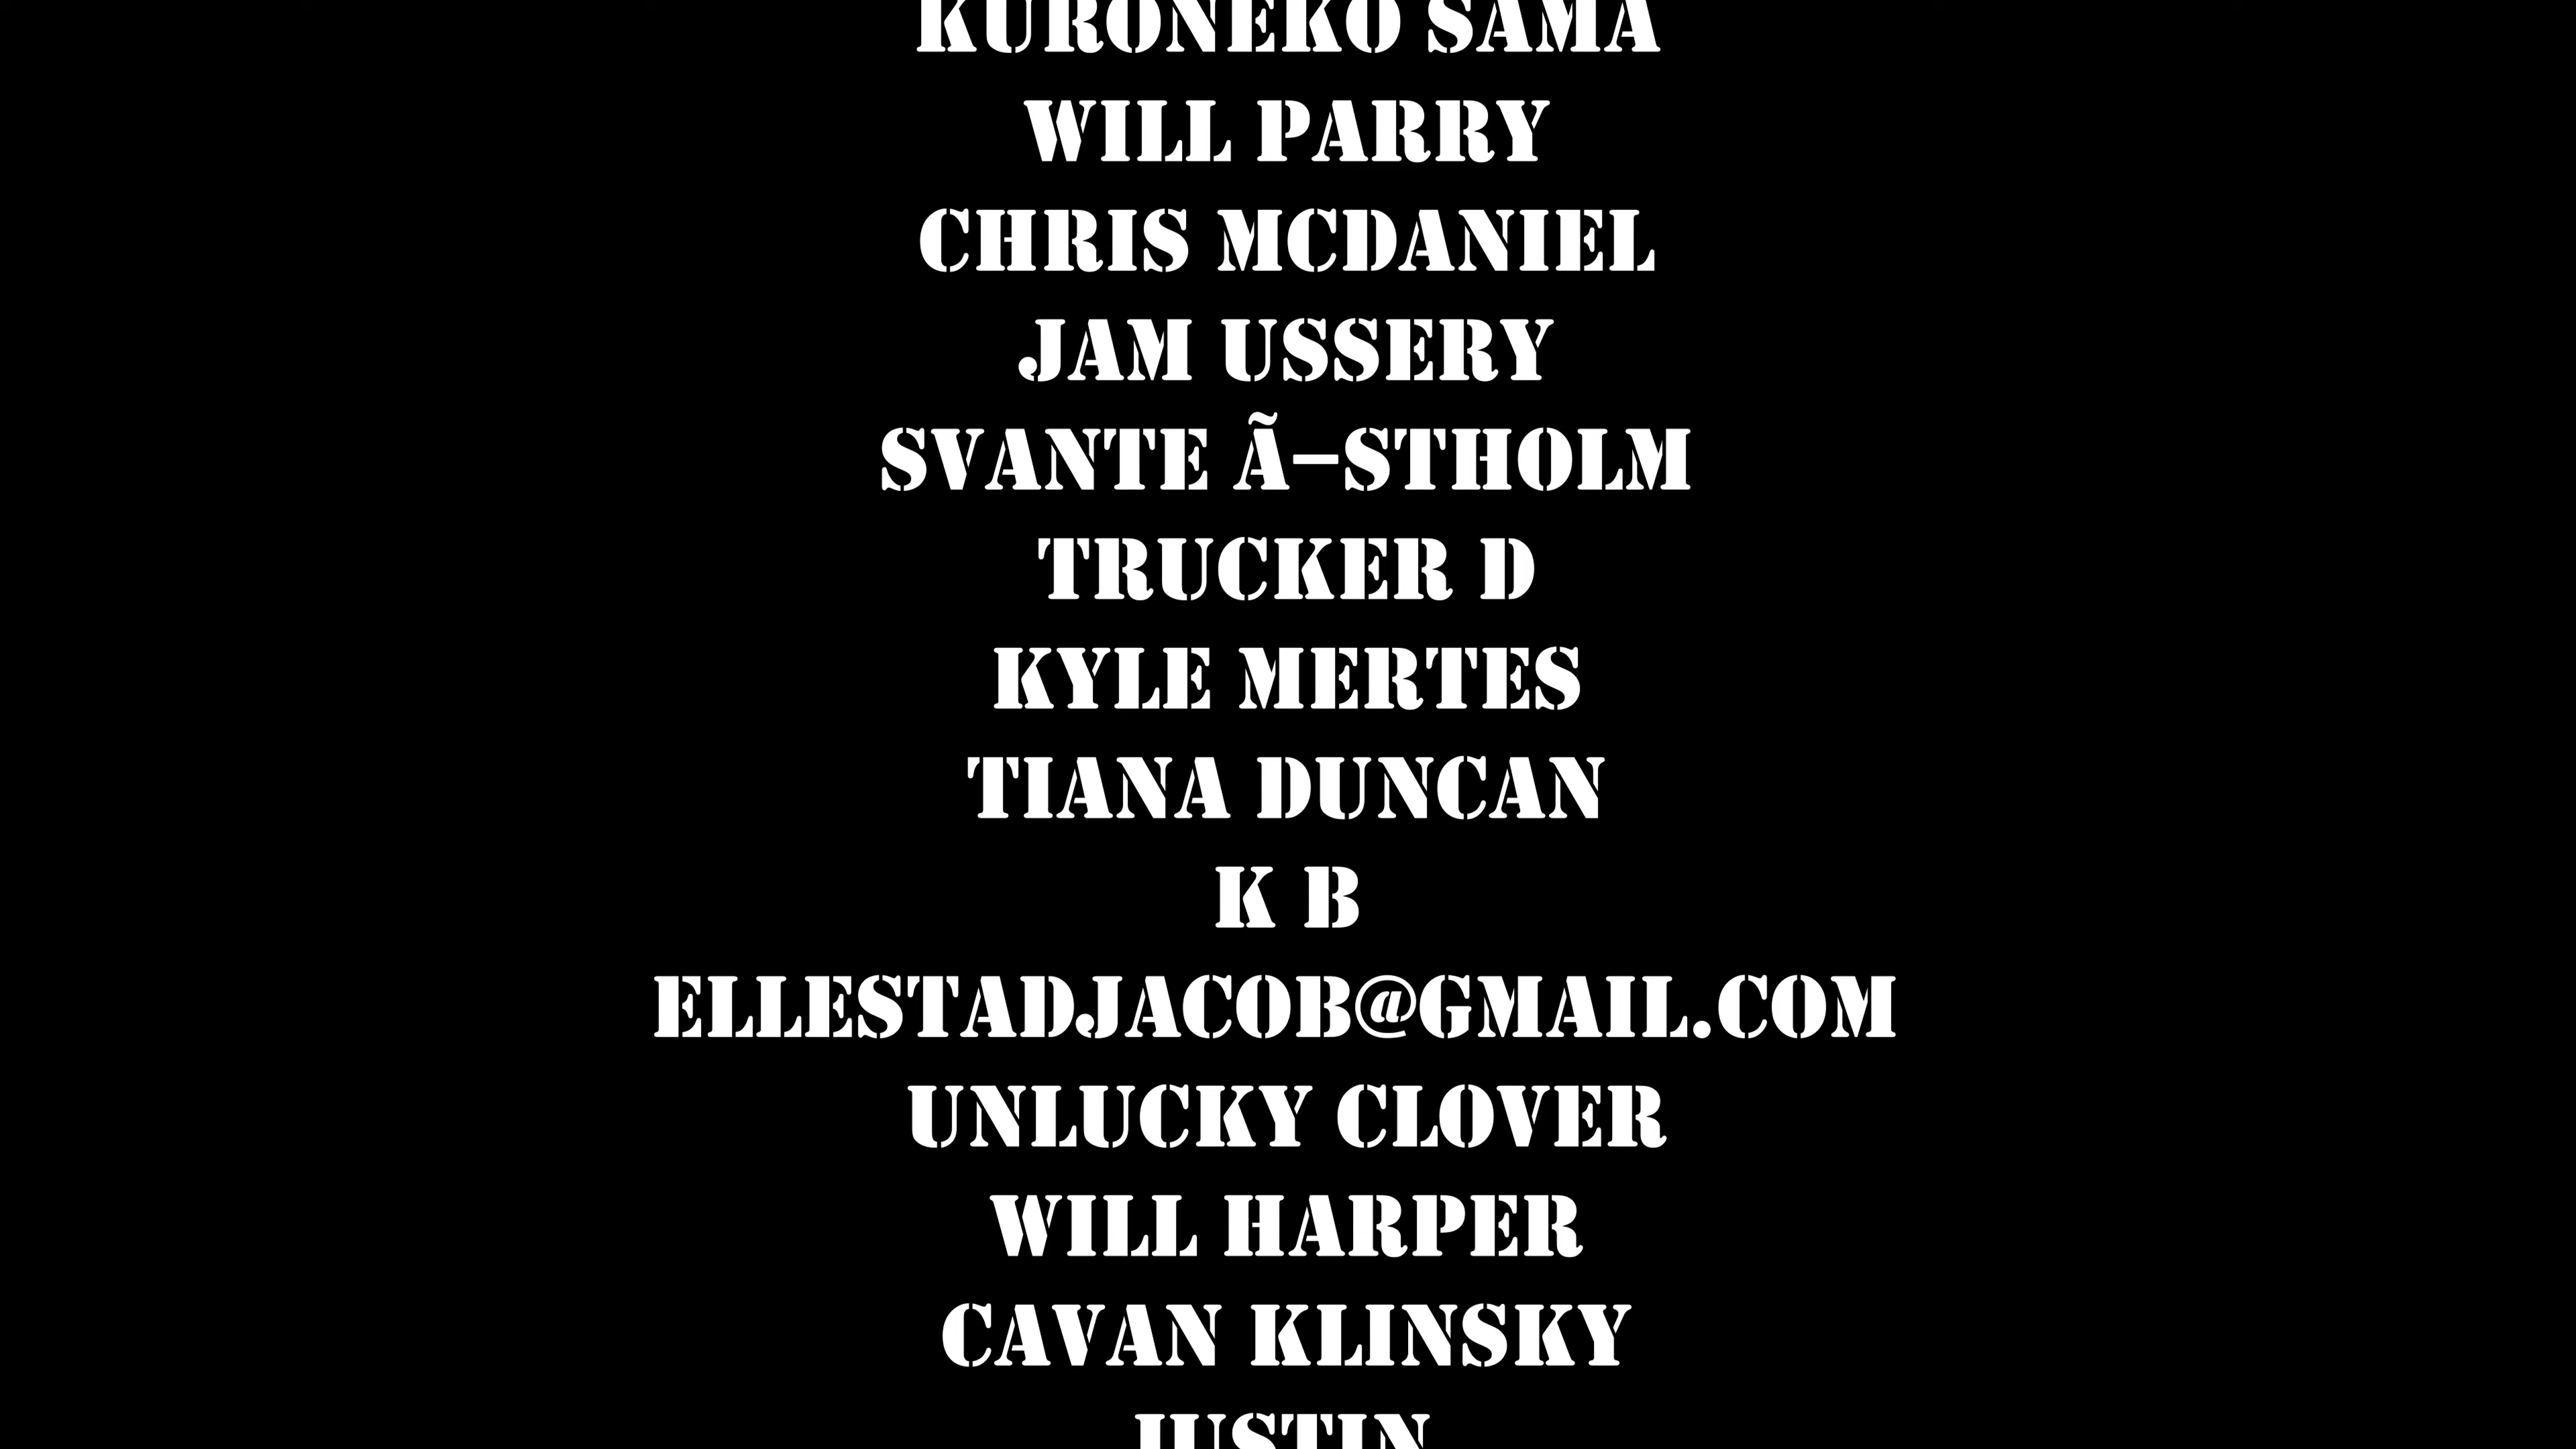 KURONEKO SAMA
WILL PARRY
CHRIS MCDANIEL
JAM USSERY
SVANTE Ã–STHOLM
TRUCKER D
KYLE MERTES
TIANA DUNCAN
K B
ELLESTADJACOB@GMAIL.COM
UNLUCKY CLOVER
WILL HARPER
CAVAN KLINSKY
JUSTIN